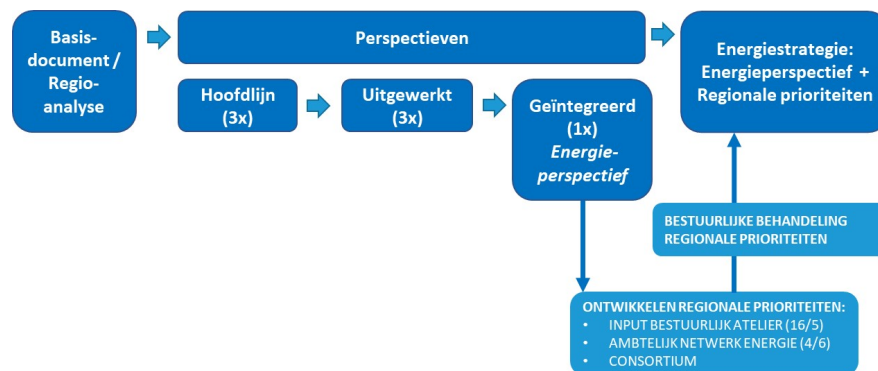 Basis-
document /
Regio-
analyse
Perspectieven
Hoofdlijn
(3x)
Uitgewerkt
(3x)
Geïntegreerd
(1x)
Energie-
perspectief
Energiestrategie:
Energieperspectief +
Regionale prioriteiten
BESTUURLIJKE BEHANDELING
REGIONALE PRIORITEITEN
ONTWIKKELEN REGIONALE PRIORITEITEN:
• INPUT BESTUURLIJK ATELIER (16/5)
• AMBTELIJK NETWERK ENERGIE (4/6)
• CONSORTIUM